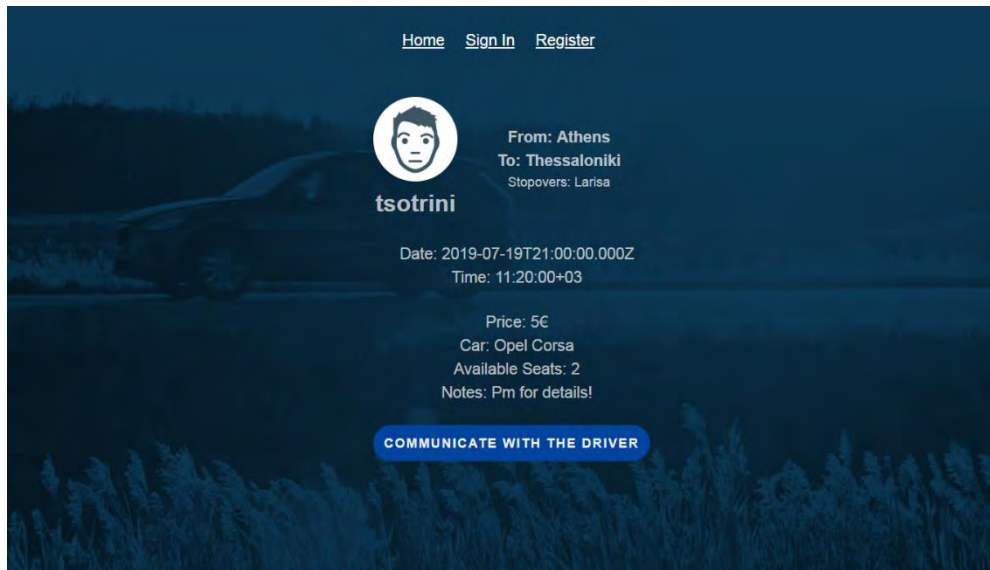 Home Sign In Register
From: Athens
To: Thessaloniki
Stopovers: Larisa
tsotrini
Date: 2019-07-19T21:00:00.000Z
Time: 11:20:00+03
Price: 5€
Car: Opel Corsa
Available Seats: 2
Notes: Pm for details!
COMMUNICATE WITH THE DRIVER